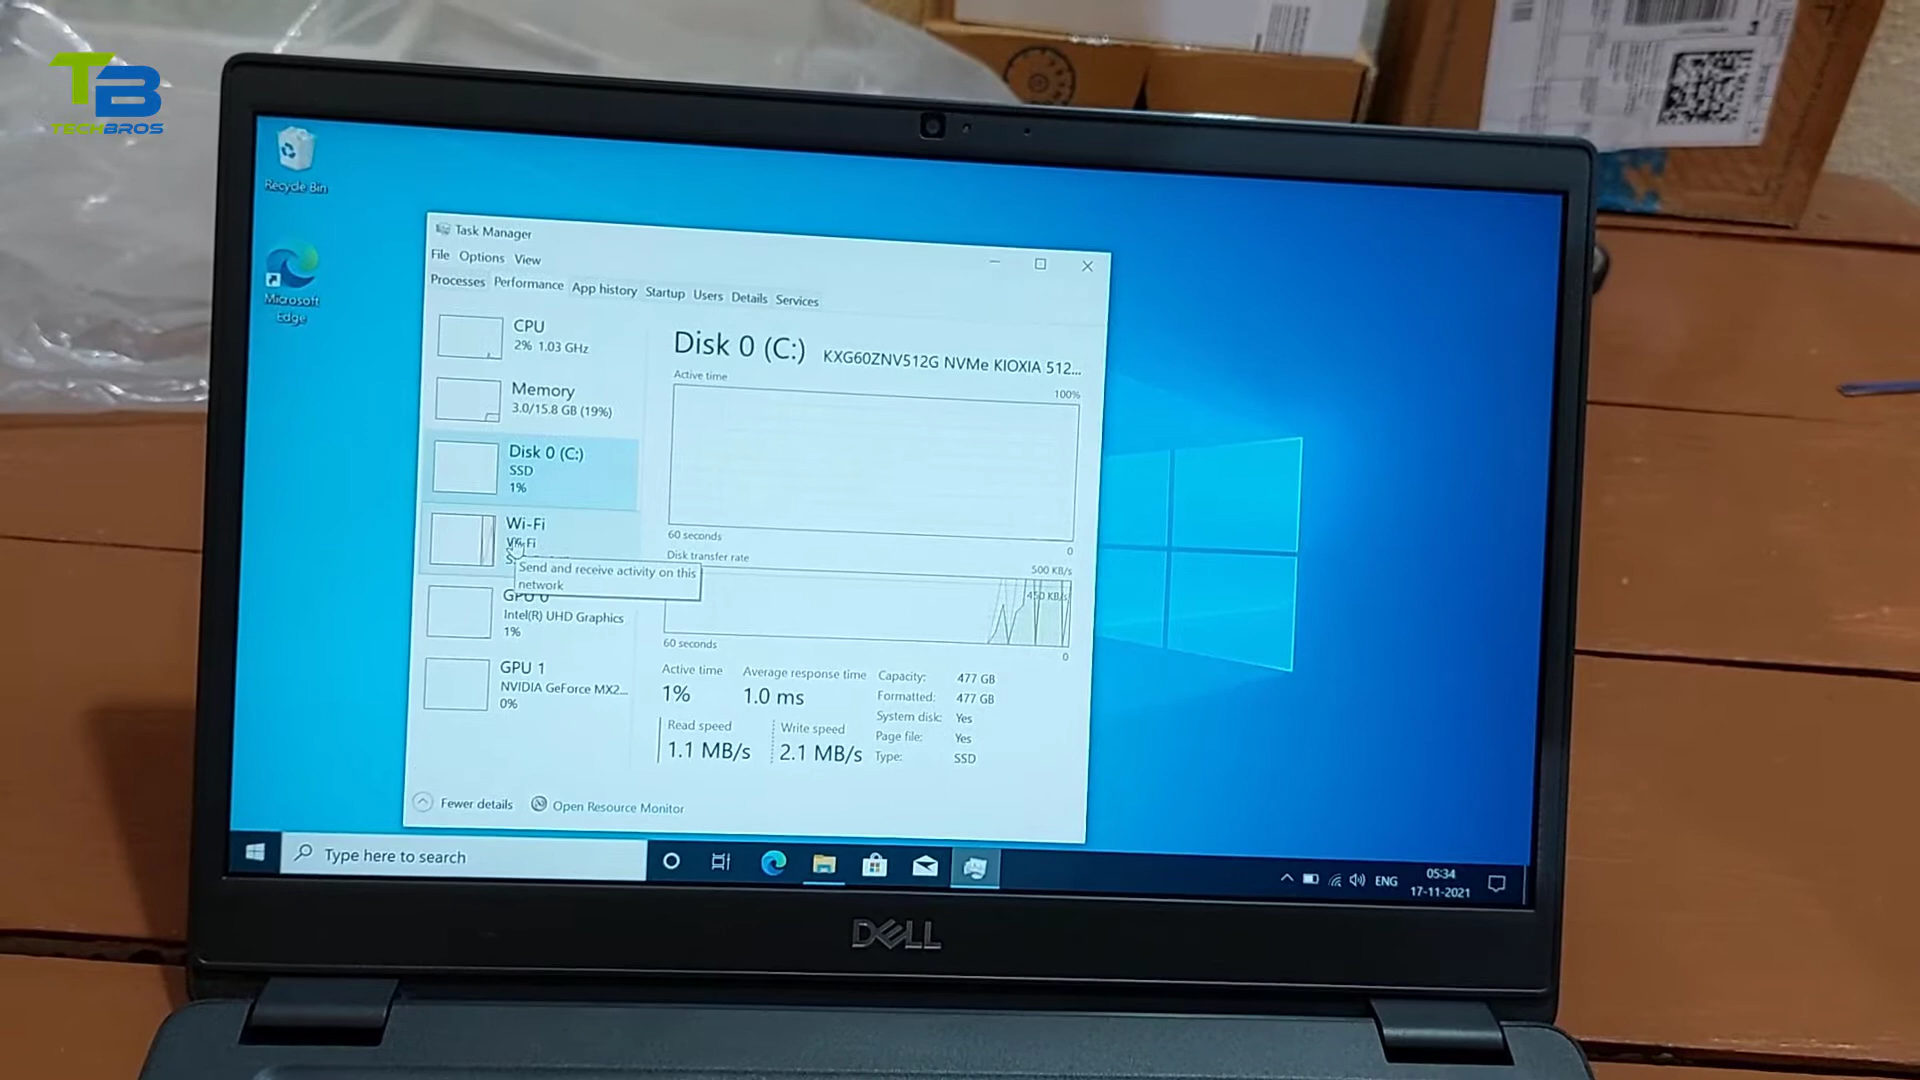 TB
TECHBROS
Recycle Bin
Microsoft
Edge
Task Manager
File Options View
Processes Performance App history Startup Users Details Services
CPU
2% 1.03 GHz
Memory
3.0/15.8 GB (19%)
Disk 0 (C:)
SSD
1%
Wi-Fi
Wi-Fi
Send and receive activity on this
network
GPU 0
Intel(R) UHD Graphics
1%
GPU 1
NVIDIA GeForce MX2...
0%
Disk 0 (C:) KXG60ZNV512G NVMe KIOXIA 512...
Active time 100%
60 seconds 0
Disk transfer rate 500 KB/s
450 KB/s
60 seconds 0
Active time 1%
Average response time 1.0 ms
Read speed 1.1 MB/s
Write speed 2.1 MB/s
Capacity: 477 GB
Formatted: 477 GB
System disk: Yes
Page file: Yes
Type: SSD
Fewer details Open Resource Monitor
Type here to search
ENG
05:34
17-11-2021
DELL